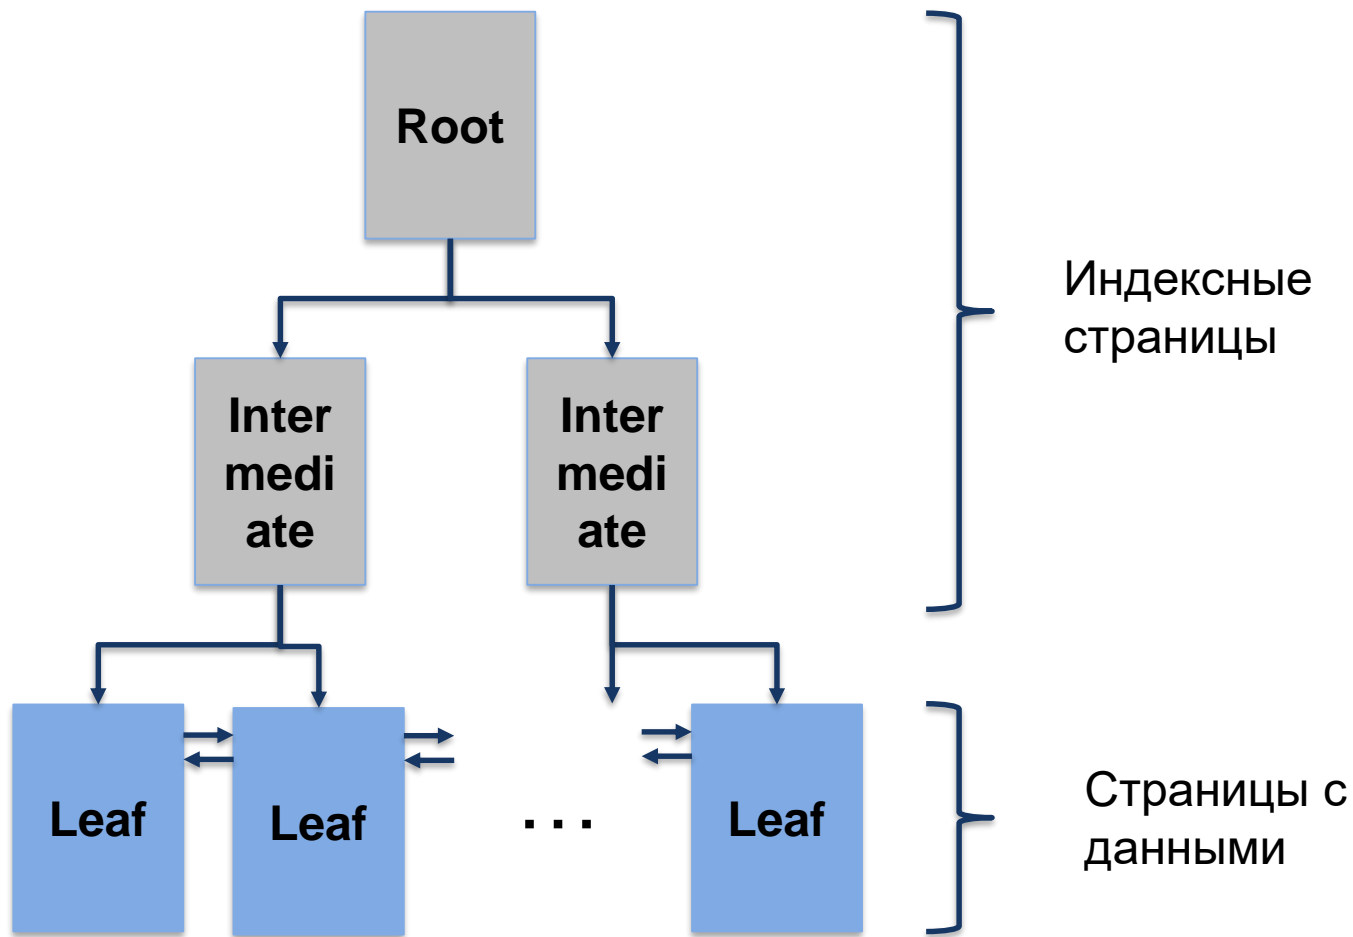 Root
Индексные
страницы
Inter
medi
ate
Inter
medi
ate
Leaf
Leaf
. . .
Leaf
Страницы с
данными